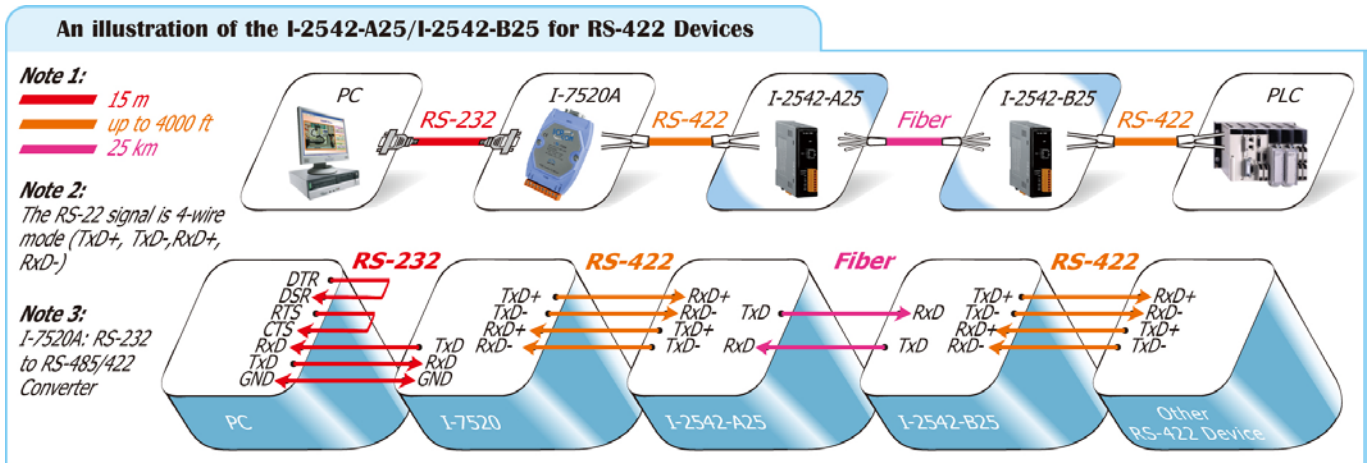 An illustration of the I-2542-A25/I-2542-B25 for RS-422 Devices
Note 1:
15 m
up to 4000 ft
25 km
Note 2:
The RS-22 signal is 4-wire
mode (TxD+, TxD-,RxD+,
RxD-)
Note 3:
I-7520A: RS-232
to RS-485/422
Converter
PC
RS-232
I-7520A
RS-422
I-2542-A25
Fiber
I-2542-B25
RS-422
PLC
RS-232
RS-422
Fiber
RS-422
DTR
DSR
RTS
CTS
RxD
TxD
GND
TxD
RxD
GND
TxD+
TxD-
RxD+
RxD-
RxD+
RxD-
TxD+
TxD-
TxD
RxD
RxD
TxD
TxD+
TxD-
RxD+
RxD-
RxD+
RxD-
TxD+
TxD-
PC
I-7520
I-2542-A25
I-2542-B25
Other
RS-422 Device